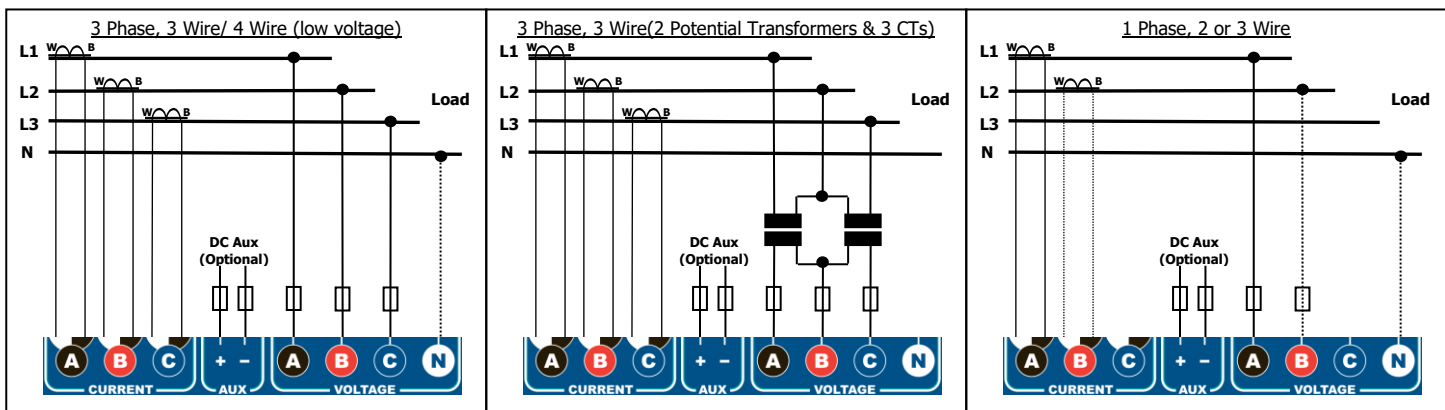 3 Phase, 3 Wire/ 4 Wire (low voltage)
W B
L1
W B
L2
Load
W B
L3
N
DC Aux
(Optional)
A B C + − A B C N
CURRENT AUX VOLTAGE
3 Phase, 3 Wire(2 Potential Transformers & 3 CTs)
W B
L1
W B
L2
Load
W B
L3
N
DC Aux
(Optional)
A B C + − A B C N
CURRENT AUX VOLTAGE
1 Phase, 2 or 3 Wire
W B
L1
W B
L2
Load
L3
N
DC Aux
(Optional)
A B C + − A B C N
CURRENT AUX VOLTAGE